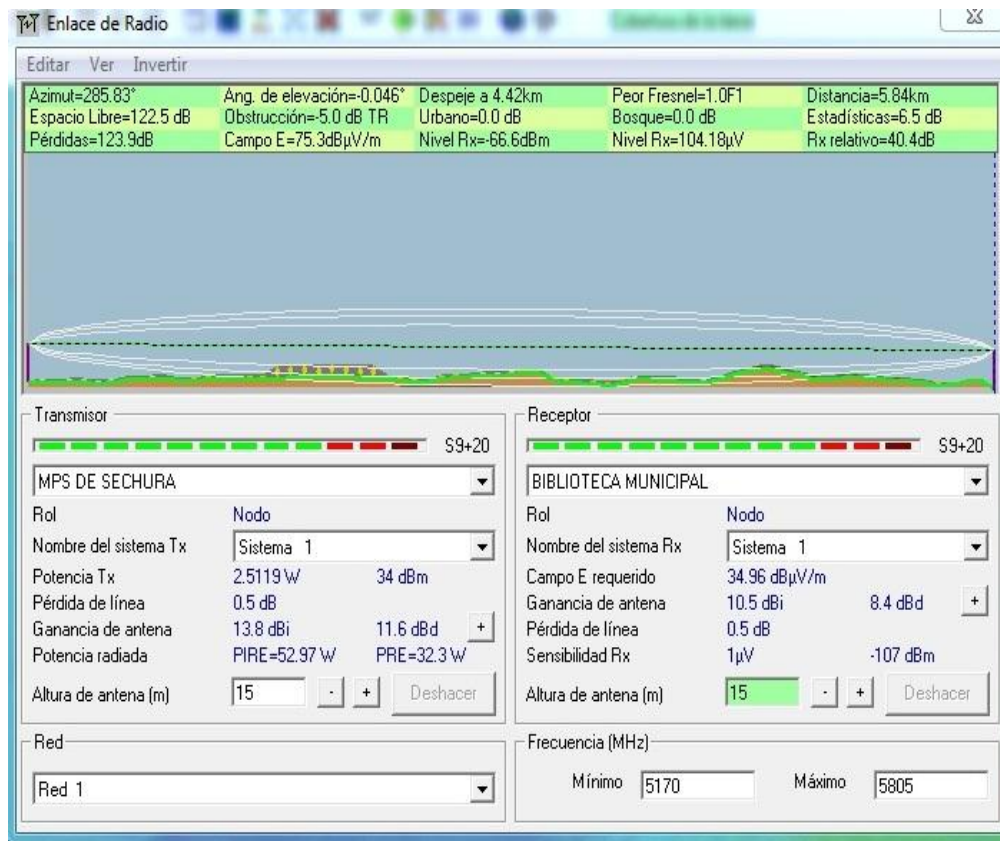 Enlace de Radio
Editar Ver Invertir
Azimut=285.83° Ang. de elevación=-0.046° Despeje a 4.42km Peor Fresnel=1.0F1 Distancia=5.84km
Espacio Libre=122.5 dB Obstrucción=-5.0 dB TR Urbano=0.0 dB Bosque=0.0 dB Estadísticas=6.5 dB
Pérdidas=123.9dB Campo E=75.3dBµV/m Nivel Rx=-66.6dBm Nivel Rx=104.18µV Rx relativo=40.4dB
Transmisor Receptor
S9+20 S9+20
MPS DE SECHURA BIBLIOTECA MUNICIPAL
Rol Nodo Rol Nodo
Nombre del sistema Tx Sistema 1 Nombre del sistema Rx Sistema 1
Potencia Tx 2.5119 W 34 dBm Campo E requerido 34.96 dBµV/m
Pérdida de línea 0.5 dB Ganancia de antena 10.5 dBi 8.4 dBd +
Ganancia de antena 13.8 dBi 11.6 dBd + Pérdida de línea 0.5 dB
Potencia radiada PIRE=52.97 W PRE=32.3 W Sensibilidad Rx 1µV -107 dBm
Altura de antena (m) 15 - + Deshacer Altura de antena (m) 15 - + Deshacer
Red Frecuencia (MHz)
Red 1 Mínimo 5170 Máximo 5805